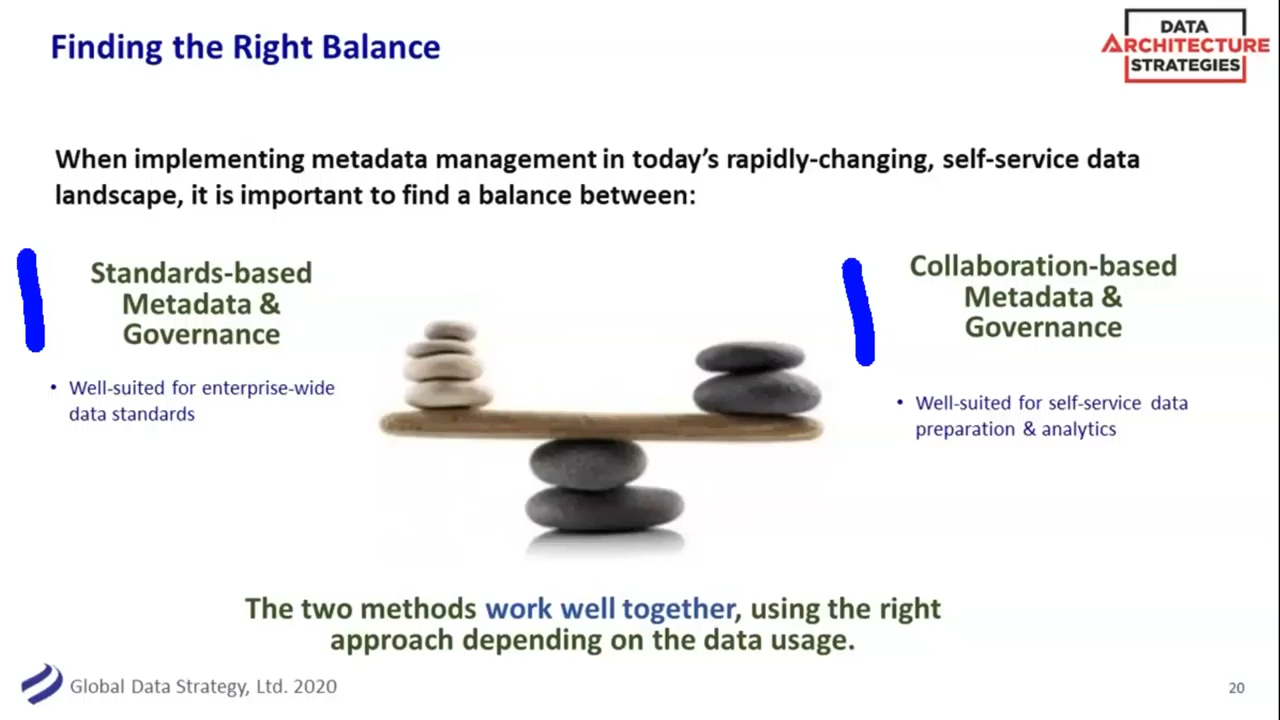 Finding the Right Balance
DATA
ARCHITECTURE
STRATEGIES
When implementing metadata management in today's rapidly-changing, self-service data
landscape, it is important to find a balance between:
Standards-based
Metadata &
Governance
• Well-suited for enterprise-wide
data standards
Collaboration-based
Metadata &
Governance
• Well-suited for self-service data
preparation & analytics
The two methods work well together, using the right
approach depending on the data usage.
Global Data Strategy, Ltd. 2020
20